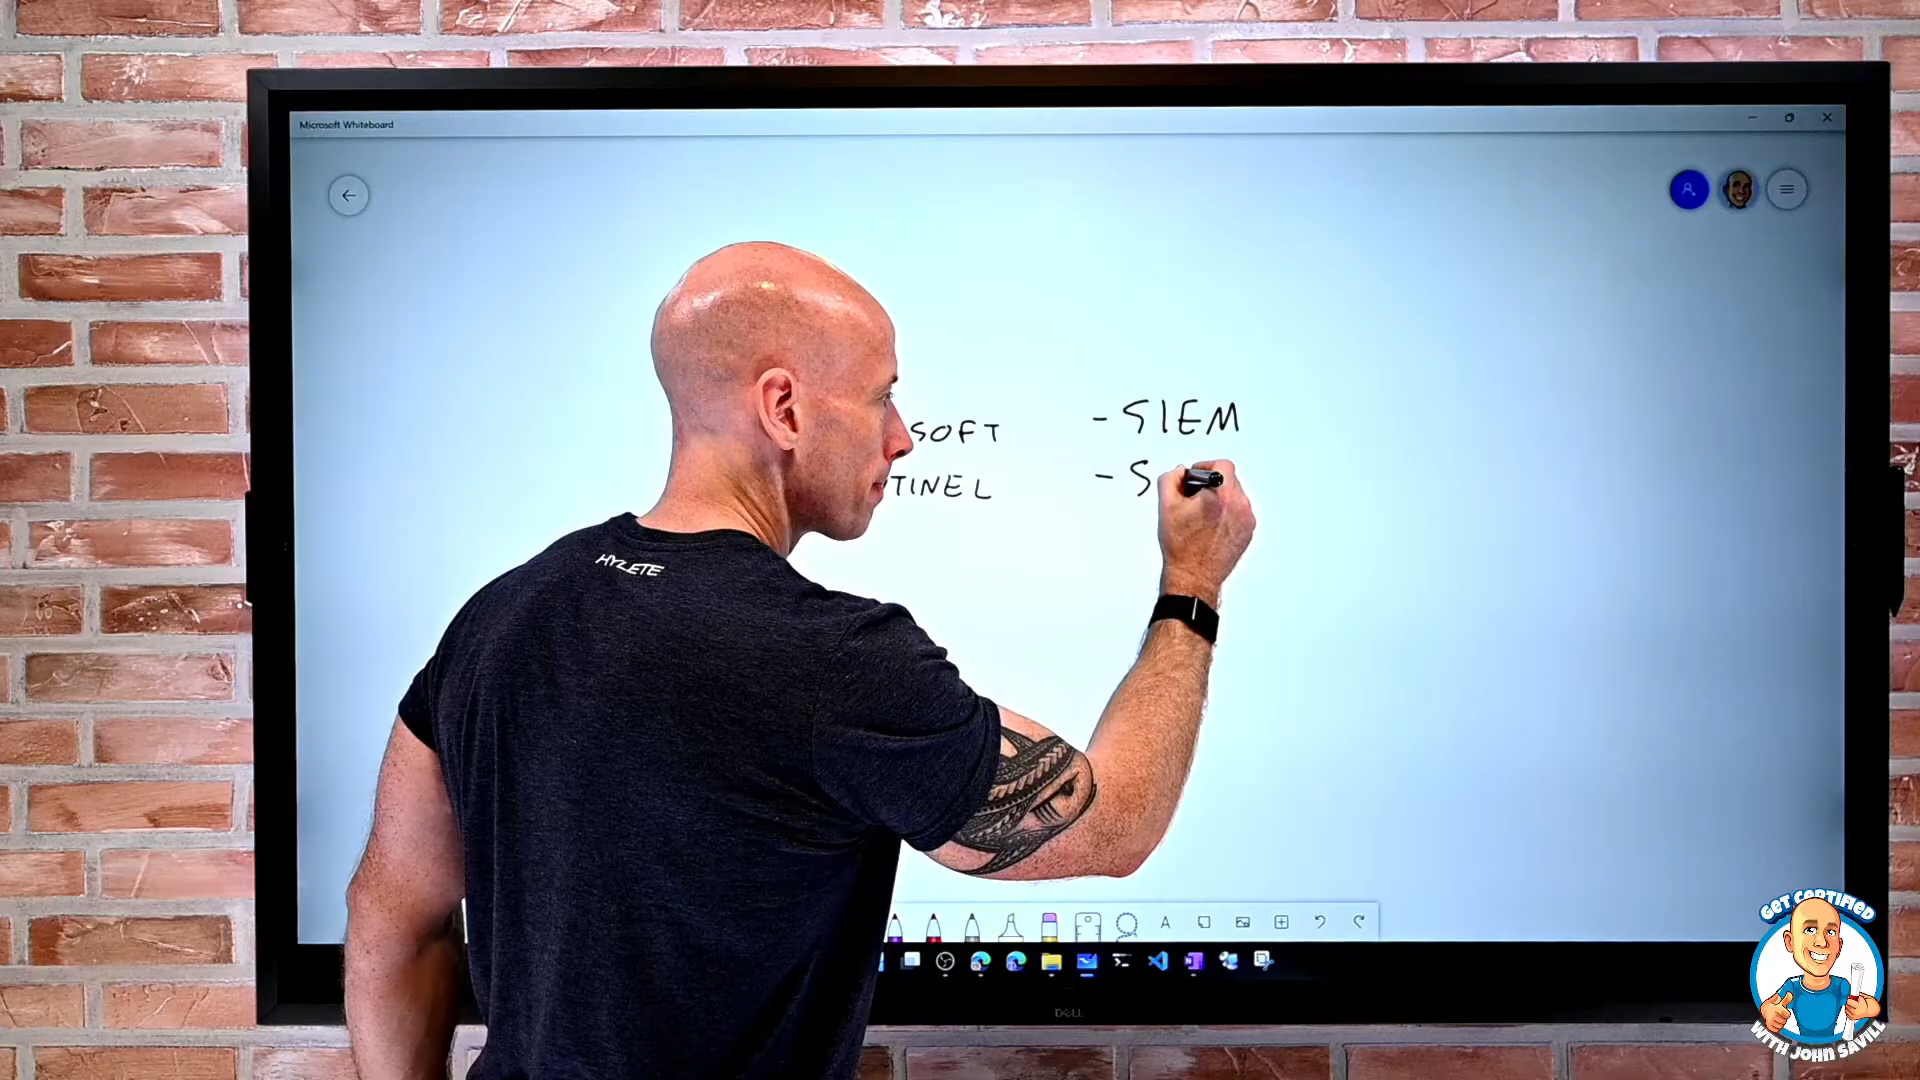 Microsoft Whiteboard
SOFT
TINEL
- SIEM
- S
HYLETE
DELL
GET CERTIFIED
WITH JOHN SAVILL